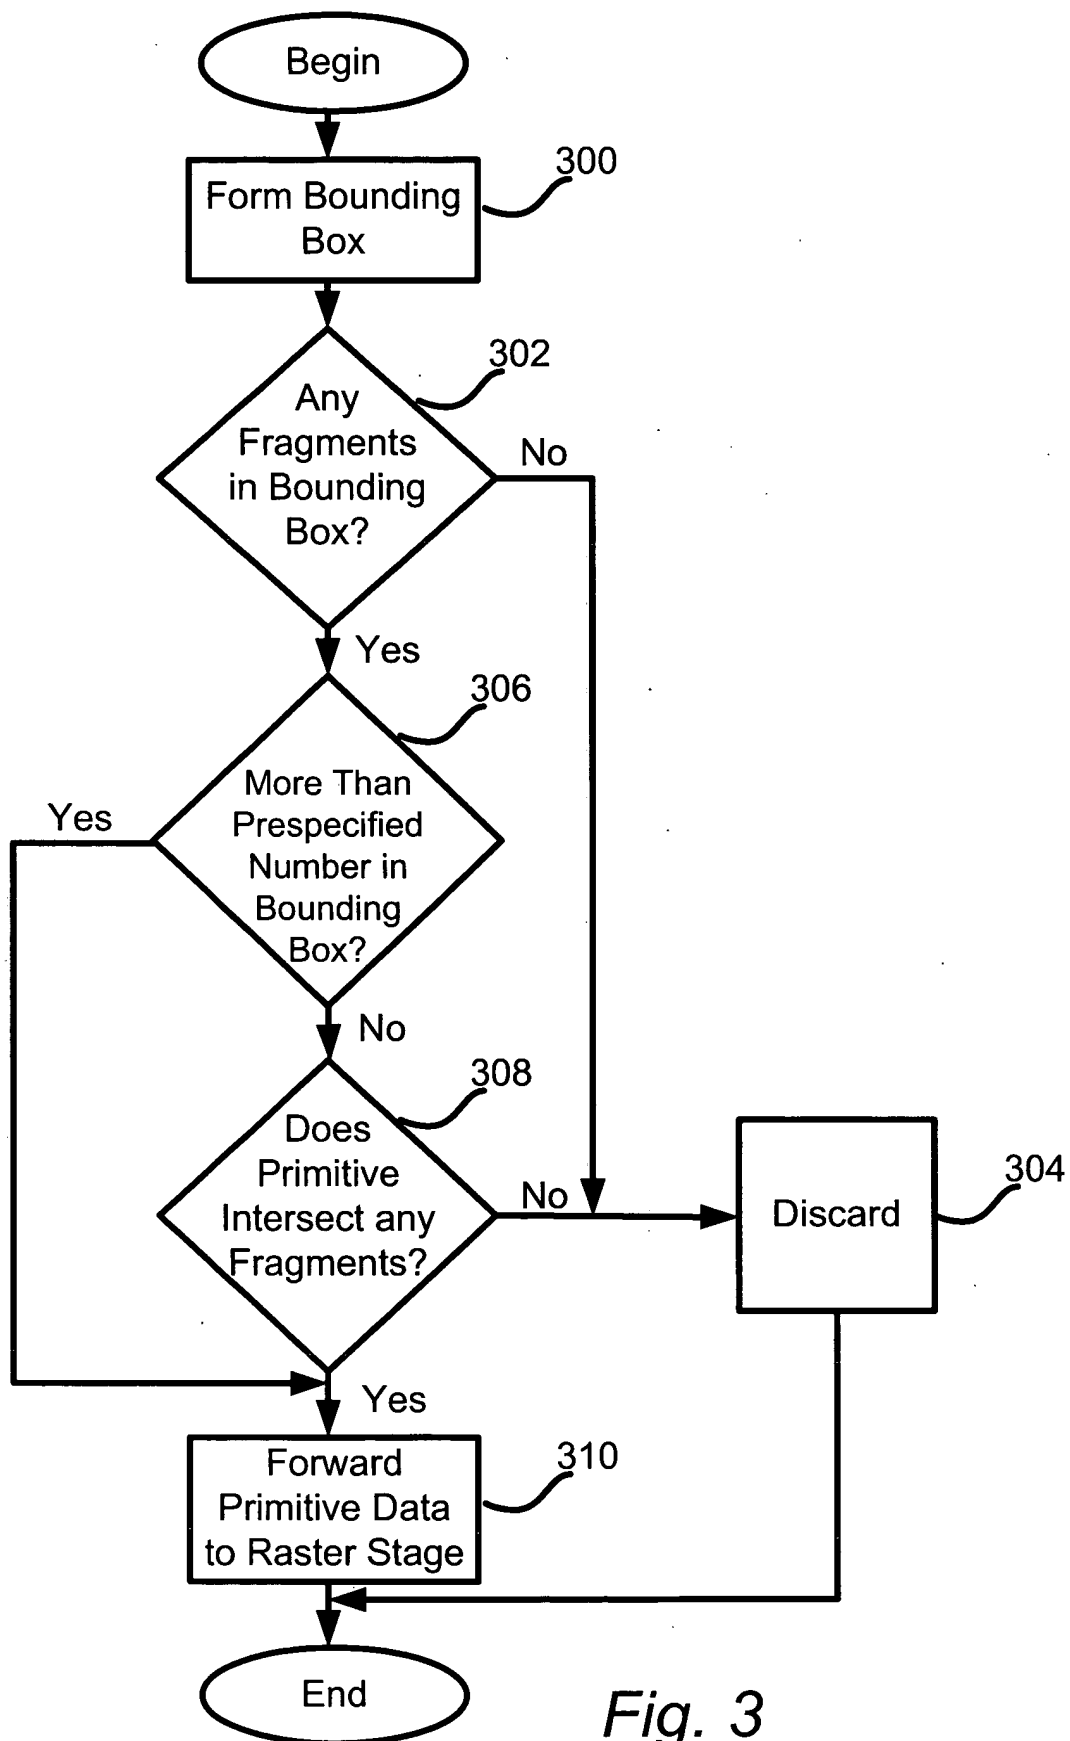 Begin
300
Form Bounding
Box
302
Any
Fragments
in Bounding
Box?
No
Yes
306
More Than
Prespecified
Number in
Bounding
Box?
Yes
No
308
Does
Primitive
Intersect any
Fragments?
No
304
Discard
Yes
310
Forward
Primitive Data
to Raster Stage
End
Fig. 3